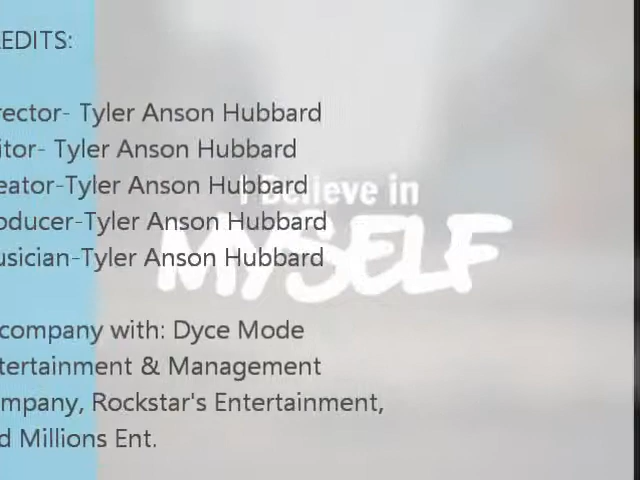 EDITS:
rector- Tyler Anson Hubbard
itor- Tyler Anson Hubbard
eator-Tyler Anson Hubbard
oducer-Tyler Anson Hubbard
usician-Tyler Anson Hubbard
I Believe in
MYSELF
company with: Dyce Mode
tertainment & Management
mpany, Rockstar's Entertainment,
d Millions Ent.